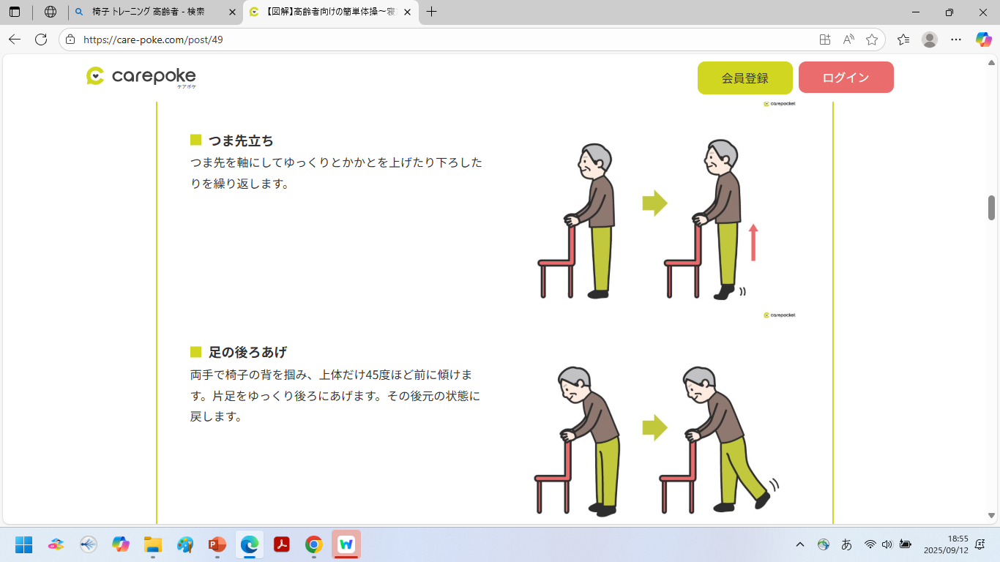 椅子 トレーニング 高齢者 - 検索
【図解】高齢者向けの簡単体操～寝
https://care-poke.com/post/49
carepoke
ケアポケ
会員登録
ログイン
carepocket
つま先立ち
つま先を軸にしてゆっくりとかかとを上げたり下ろした
りを繰り返します。
carepocket
足の後ろあげ
両手で椅子の背を掴み、上体だけ45度ほど前に傾けま
す。片足をゆっくり後ろにあげます。その後元の状態に
戻します。
あ
18:55
2025/09/12